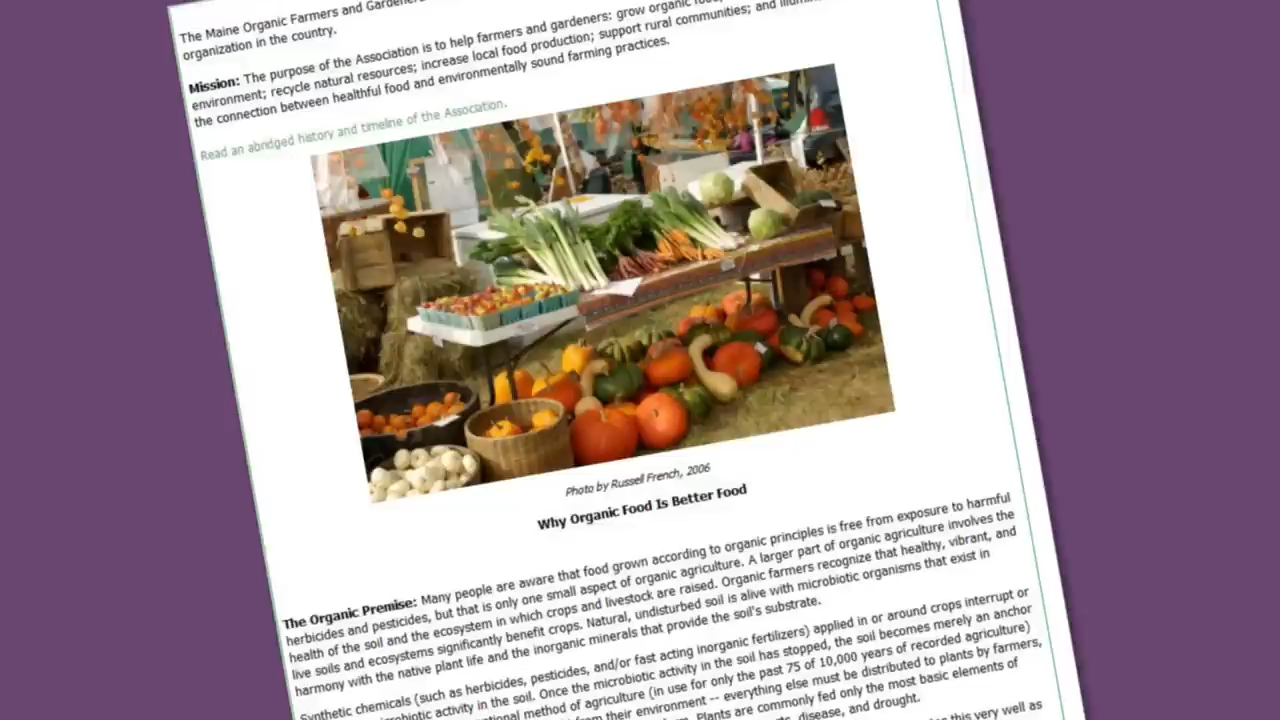 The Maine Organic Farmers and Gardeners
organization in the country.
Mission: The purpose of the Association is to help farmers and gardeners: grow organic food,
environment; recycle natural resources; increase local food production; support rural communities; and
the connection between healthful food and environmentally sound farming practices.
Read an abridged history and timeline of the Association.
Photo by Russell French, 2006
Why Organic Food Is Better Food
The Organic Premise: Many people are aware that food grown according to organic principles is free from exposure to harmful
herbicides and pesticides, but that is only one small aspect of organic agriculture. A larger part of organic agriculture involves the
health of the soil and the ecosystem in which crops and livestock are raised. Organic farmers recognize that healthy, vibrant, and
live soils and ecosystems significantly benefit crops. Natural, undisturbed soil is alive with microbiotic organisms that exist in
harmony with the native plant life and the inorganic minerals that provide the soil's substrate.
Synthetic chemicals (such as herbicides, pesticides, and/or fast acting inorganic fertilizers) applied in or around crops interrupt or
activity in the soil. Once the microbiotic activity in the soil has stopped, the soil becomes merely an anchor
method of agriculture (in use for only the past 75 of 10,000 years of recorded agriculture)
from their environment -- everything else must be distributed to plants by farmers,
Plants are commonly fed only the most basic elements of
disease, and drought.
this very well as